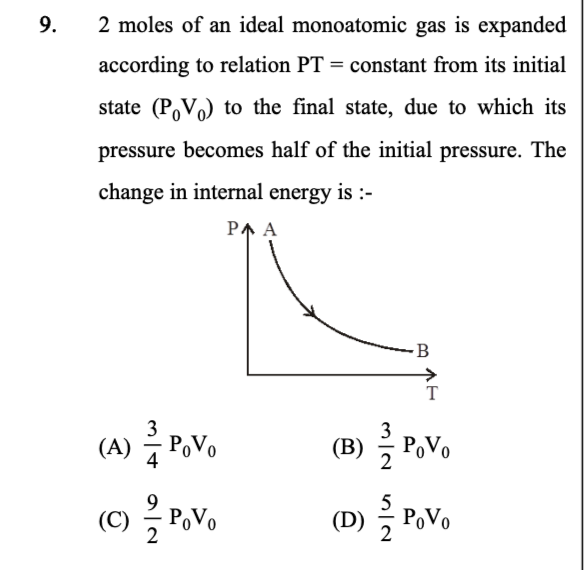 9. 2 moles of an ideal monoatomic gas is expanded
according to relation PT = constant from its initial
state (P₀V₀) to the final state, due to which its
pressure becomes half of the initial pressure. The
change in internal energy is :-
P A
B
T
(A) 3/4 P₀V₀ (B) 3/2 P₀V₀
(C) 9/2 P₀V₀ (D) 5/2 P₀V₀